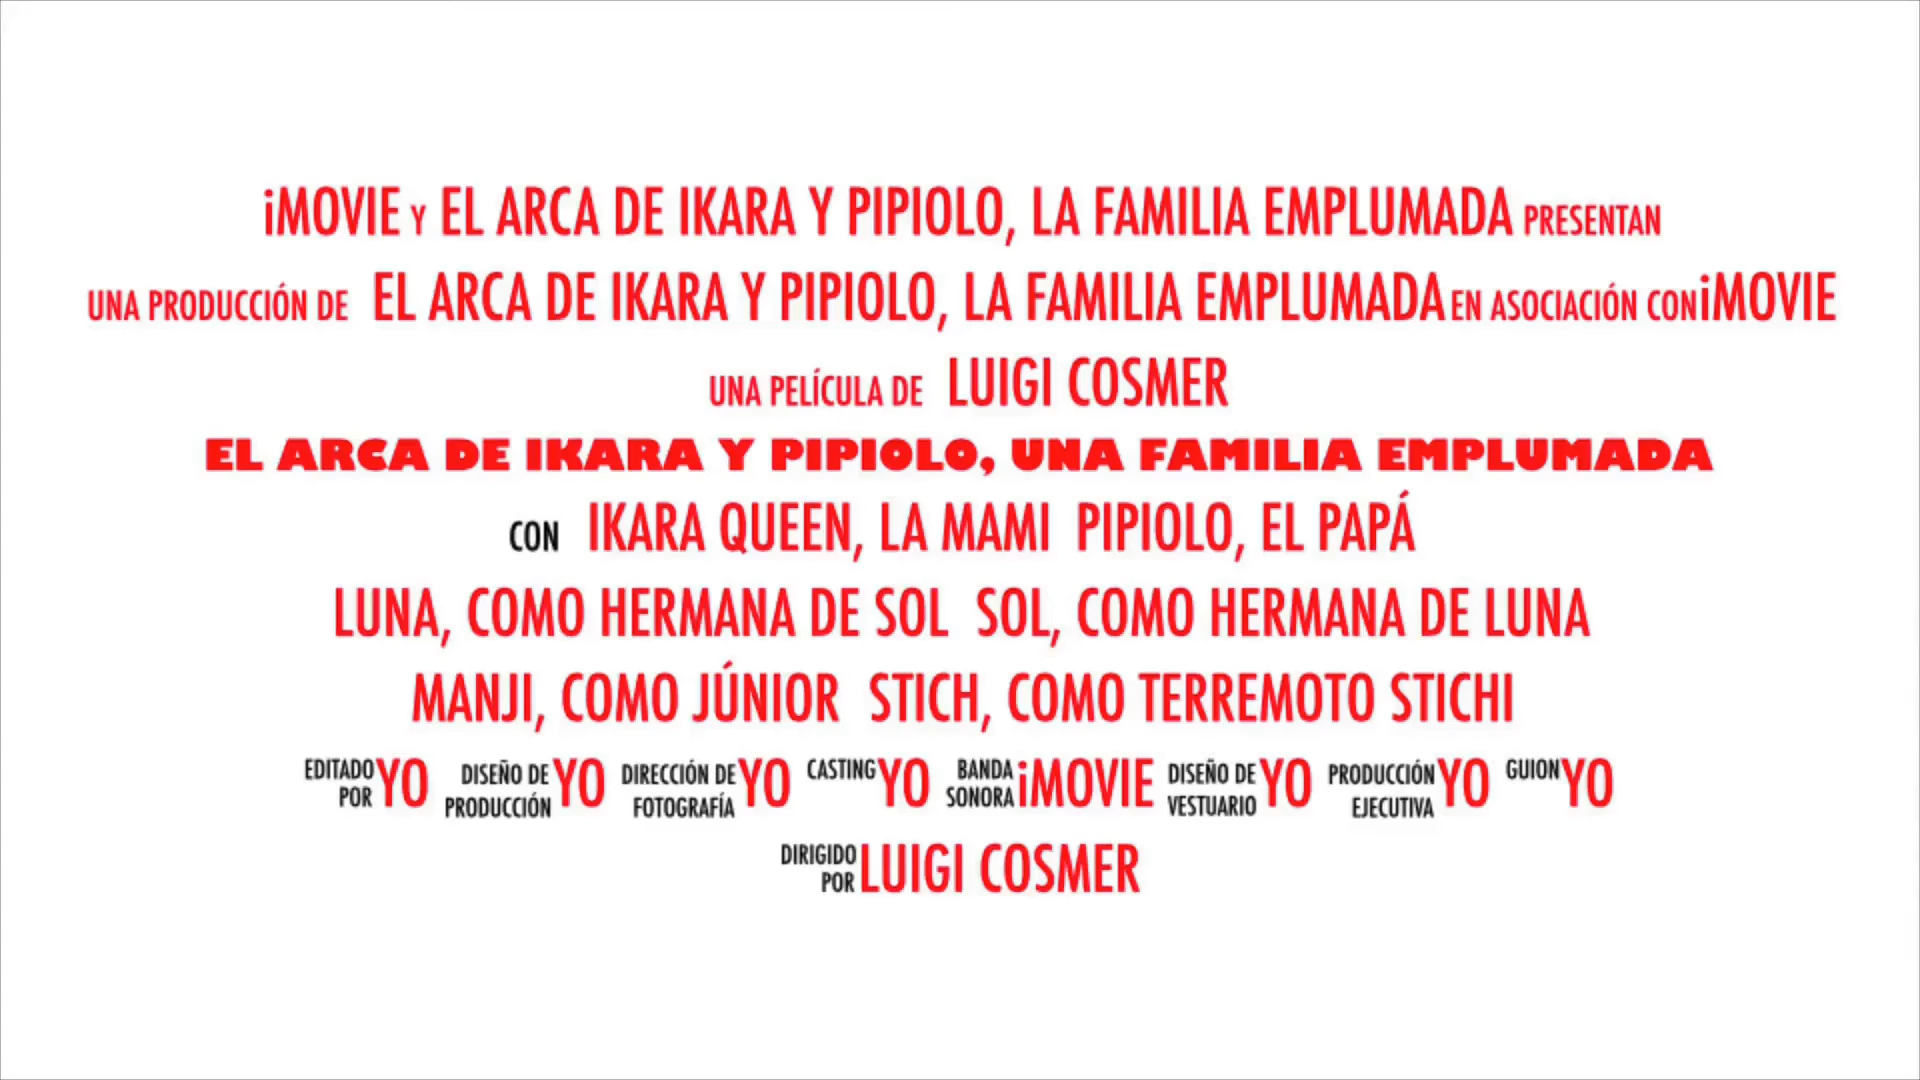 iMOVIE Y EL ARCA DE IKARA Y PIPIOLO, LA FAMILIA EMPLUMADA PRESENTAN
UNA PRODUCCIÓN DE EL ARCA DE IKARA Y PIPIOLO, LA FAMILIA EMPLUMADA EN ASOCIACIÓN CON iMOVIE
UNA PELÍCULA DE LUIGI COSMER
EL ARCA DE IKARA Y PIPIOLO, UNA FAMILIA EMPLUMADA
CON IKARA QUEEN, LA MAMI PIPIOLO, EL PAPÁ
LUNA, COMO HERMANA DE SOL SOL, COMO HERMANA DE LUNA
MANJI, COMO JÚNIOR STICH, COMO TERREMOTO STICHI
EDITADO POR YO DISEÑO DE PRODUCCIÓN YO DIRECCIÓN DE FOTOGRAFÍA YO CASTING YO BANDA SONORA iMOVIE DISEÑO DE VESTUARIO YO PRODUCCIÓN EJECUTIVA YO GUION YO
DIRIGIDO POR LUIGI COSMER